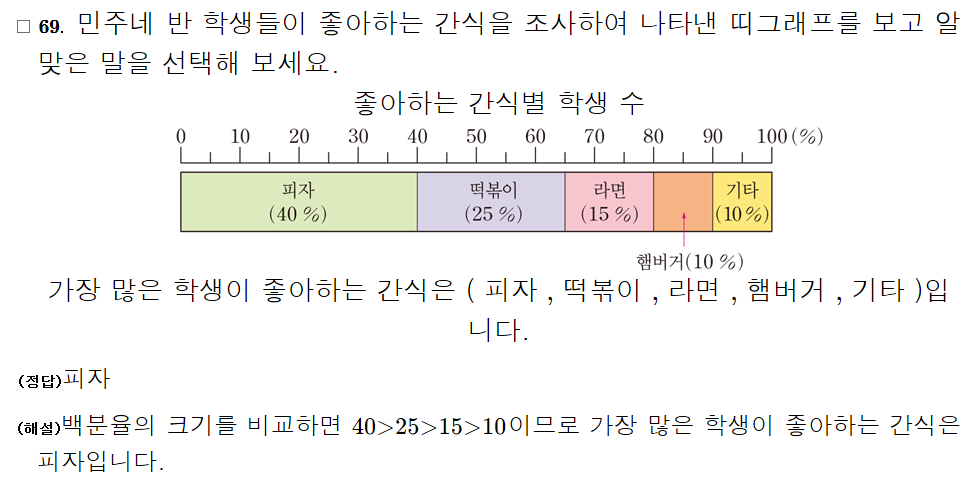 □ 69. 민주네 반 학생들이 좋아하는 간식을 조사하여 나타낸 띠그래프를 보고 알
맞은 말을 선택해 보세요.
좋아하는 간식별 학생 수
0 10 20 30 40 50 60 70 80 90 100 (%)
피자 떡볶이 라면 기타
(40 %) (25 %) (15 %) (10 %)
햄버거(10 %)
가장 많은 학생이 좋아하는 간식은 ( 피자 , 떡볶이 , 라면 , 햄버거 , 기타 )입
니다.
(정답)피자
(해설)백분율의 크기를 비교하면 40>25>15>10이므로 가장 많은 학생이 좋아하는 간식은
피자입니다.